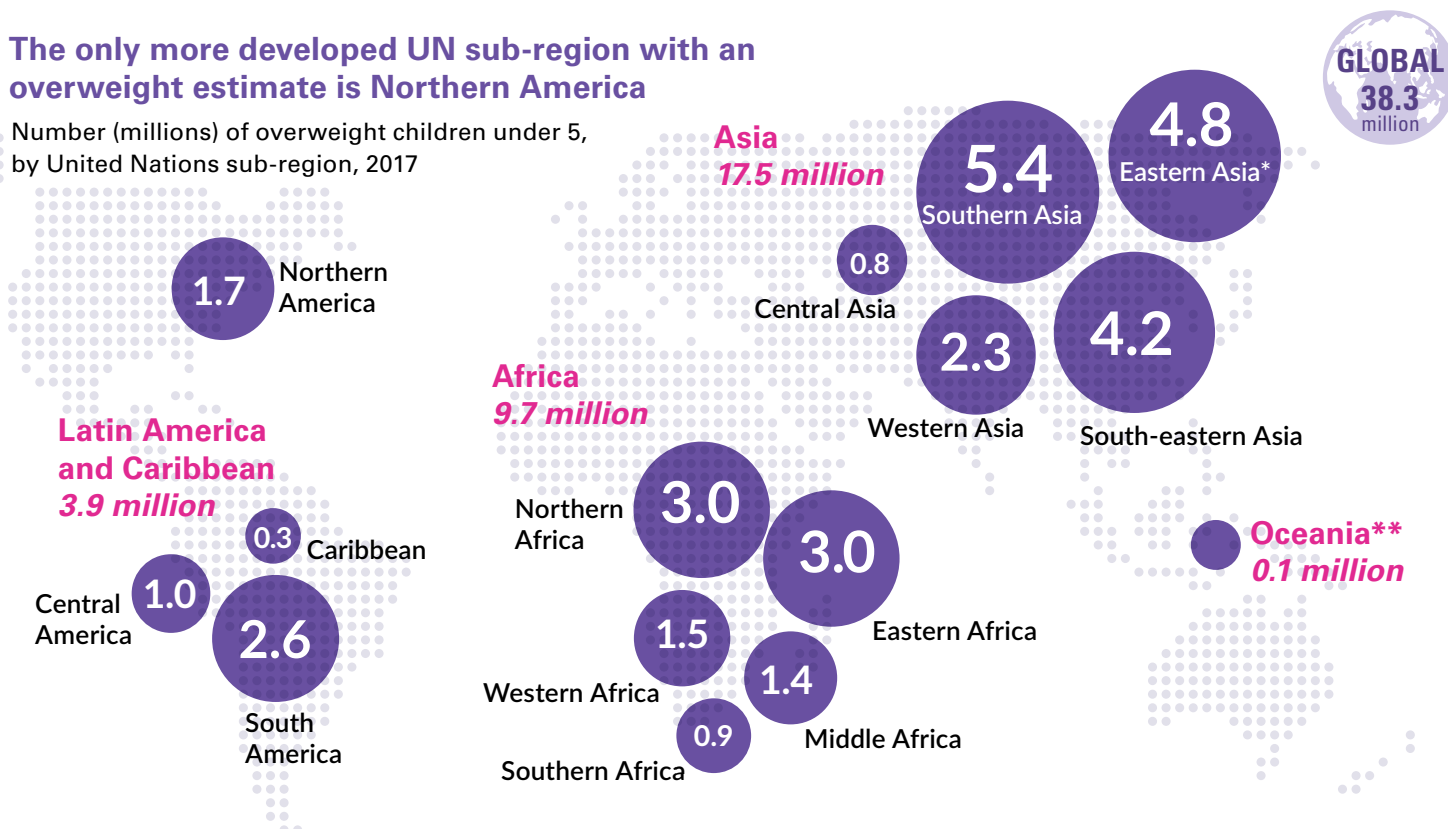 The only more developed UN sub-region with an
overweight estimate is Northern America
Number (millions) of overweight children under 5,
by United Nations sub-region, 2017
GLOBAL
38.3
million
Asia
17.5 million
5.4
Southern Asia
4.8
Eastern Asia*
0.8
Central Asia
2.3
Western Asia
4.2
South-eastern Asia
1.7
Northern
America
Africa
9.7 million
3.0
Northern
Africa
3.0
Eastern Africa
1.5
Western Africa
1.4
Middle Africa
0.9
Southern Africa
Latin America
and Caribbean
3.9 million
0.3
Caribbean
1.0
Central
America
2.6
South
America
Oceania**
0.1 million